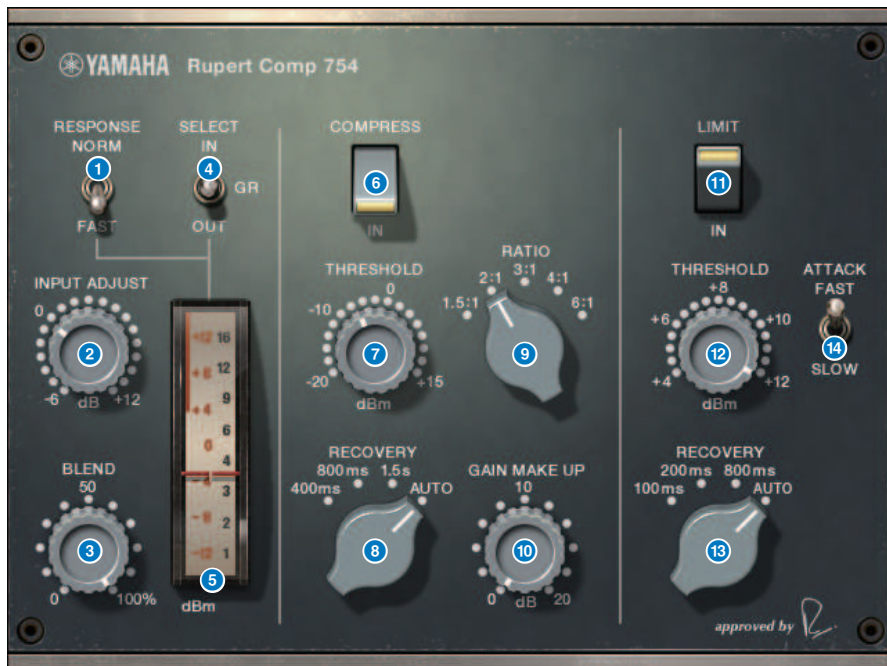 YAMAHA Rupert Comp 754
RESPONSE
NORM
1
FAST
SELECT
IN
4
GR
OUT
COMPRESS
6
IN
LIMIT
11
IN
INPUT ADJUST
0
2
-6 dB +12
BLEND
50
3
0 100%
+12 16
+8 12
+4 9
6
0
4
-4 3
-8 2
-12 1
5
dBm
THRESHOLD
0
-10
7
-20 +15
dBm
RATIO
1.5:1 2:1 3:1 4:1 6:1
9
RECOVERY
400ms 800ms 1.5s AUTO
8
GAIN MAKE UP
10
10
0 dB 20
THRESHOLD
+8
+6 +10
12
+4 +12
dBm
ATTACK
FAST
14
SLOW
RECOVERY
100ms 200ms 800ms AUTO
13
approved by